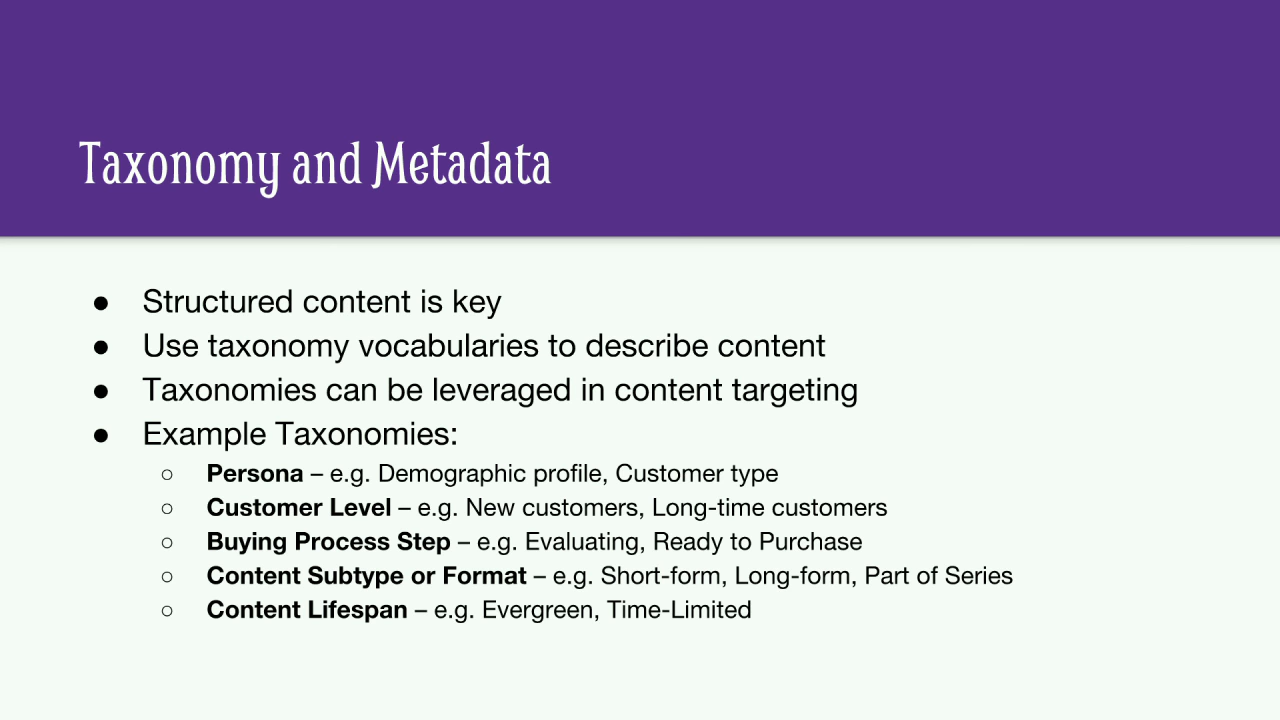 Taxonomy and Metadata
● Structured content is key
● Use taxonomy vocabularies to describe content
● Taxonomies can be leveraged in content targeting
● Example Taxonomies:
○ Persona – e.g. Demographic profile, Customer type
○ Customer Level – e.g. New customers, Long-time customers
○ Buying Process Step – e.g. Evaluating, Ready to Purchase
○ Content Subtype or Format – e.g. Short-form, Long-form, Part of Series
○ Content Lifespan – e.g. Evergreen, Time-Limited